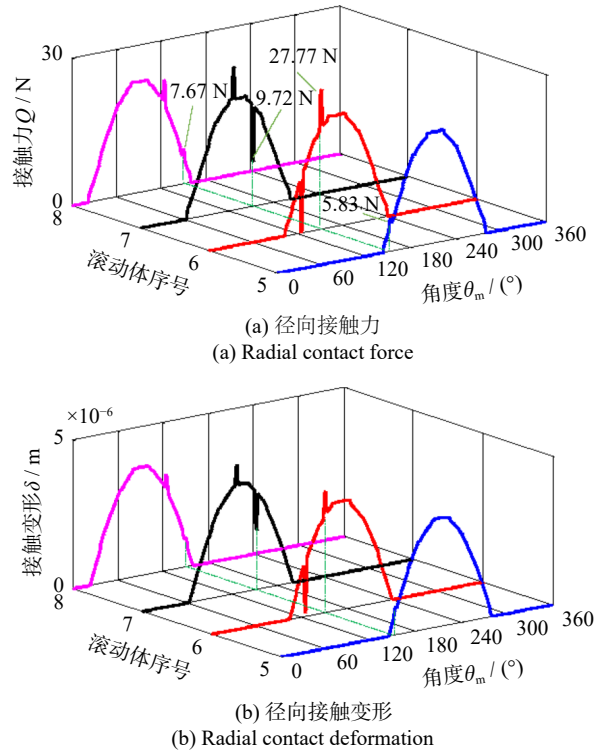 30
27.77 N
7.67 N
9.72 N
接触力Q / N
5.83 N
0
8
7
6
5
滚动体序号
0
60
120
180
240
300
360
角度θm / (°)
(a) 径向接触力
(a) Radial contact force
×10⁻⁶
5
接触变形δ / m
0
8
7
6
5
滚动体序号
0
60
120
180
240
300
360
角度θm / (°)
(b) 径向接触变形
(b) Radial contact deformation